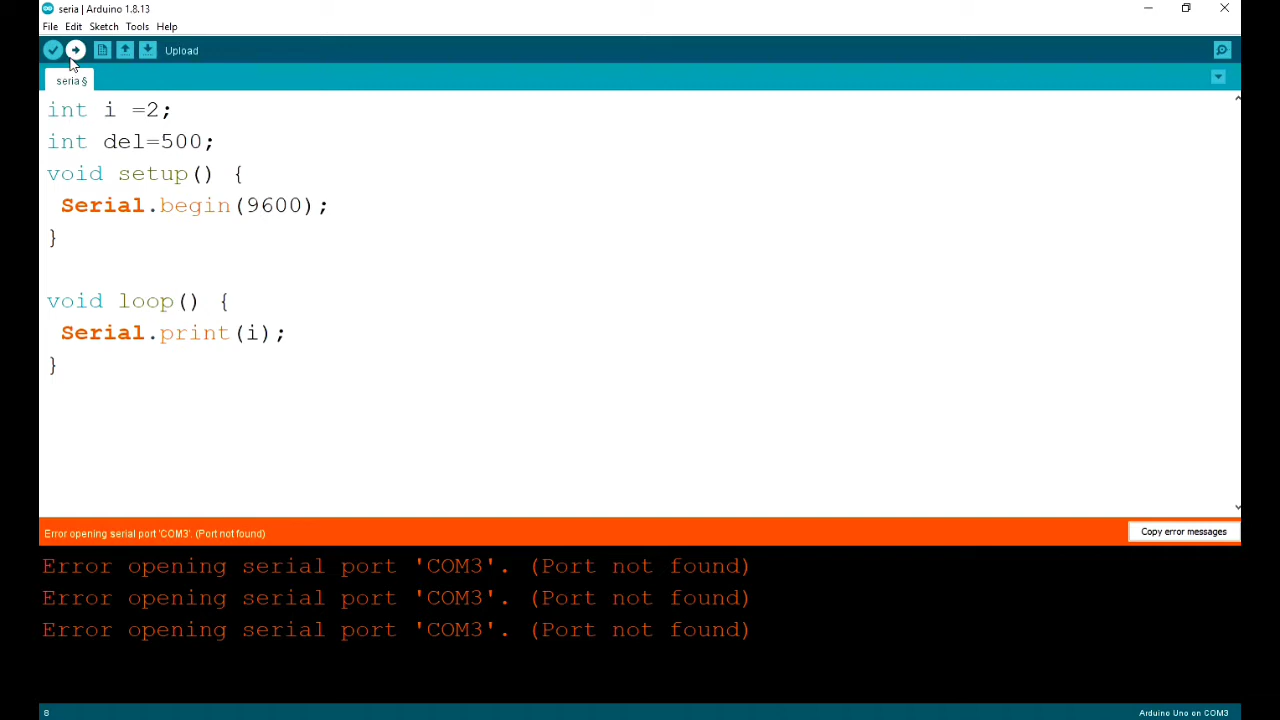 seria | Arduino 1.8.13
File Edit Sketch Tools Help
Upload
seria §
int i =2;
int del=500;
void setup() {
Serial.begin(9600);
}
void loop() {
Serial.print(i);
}
Error opening serial port 'COM3'. (Port not found)
Copy error messages
Error opening serial port 'COM3'. (Port not found)
Error opening serial port 'COM3'. (Port not found)
Error opening serial port 'COM3'. (Port not found)
8
Arduino Uno on COM3